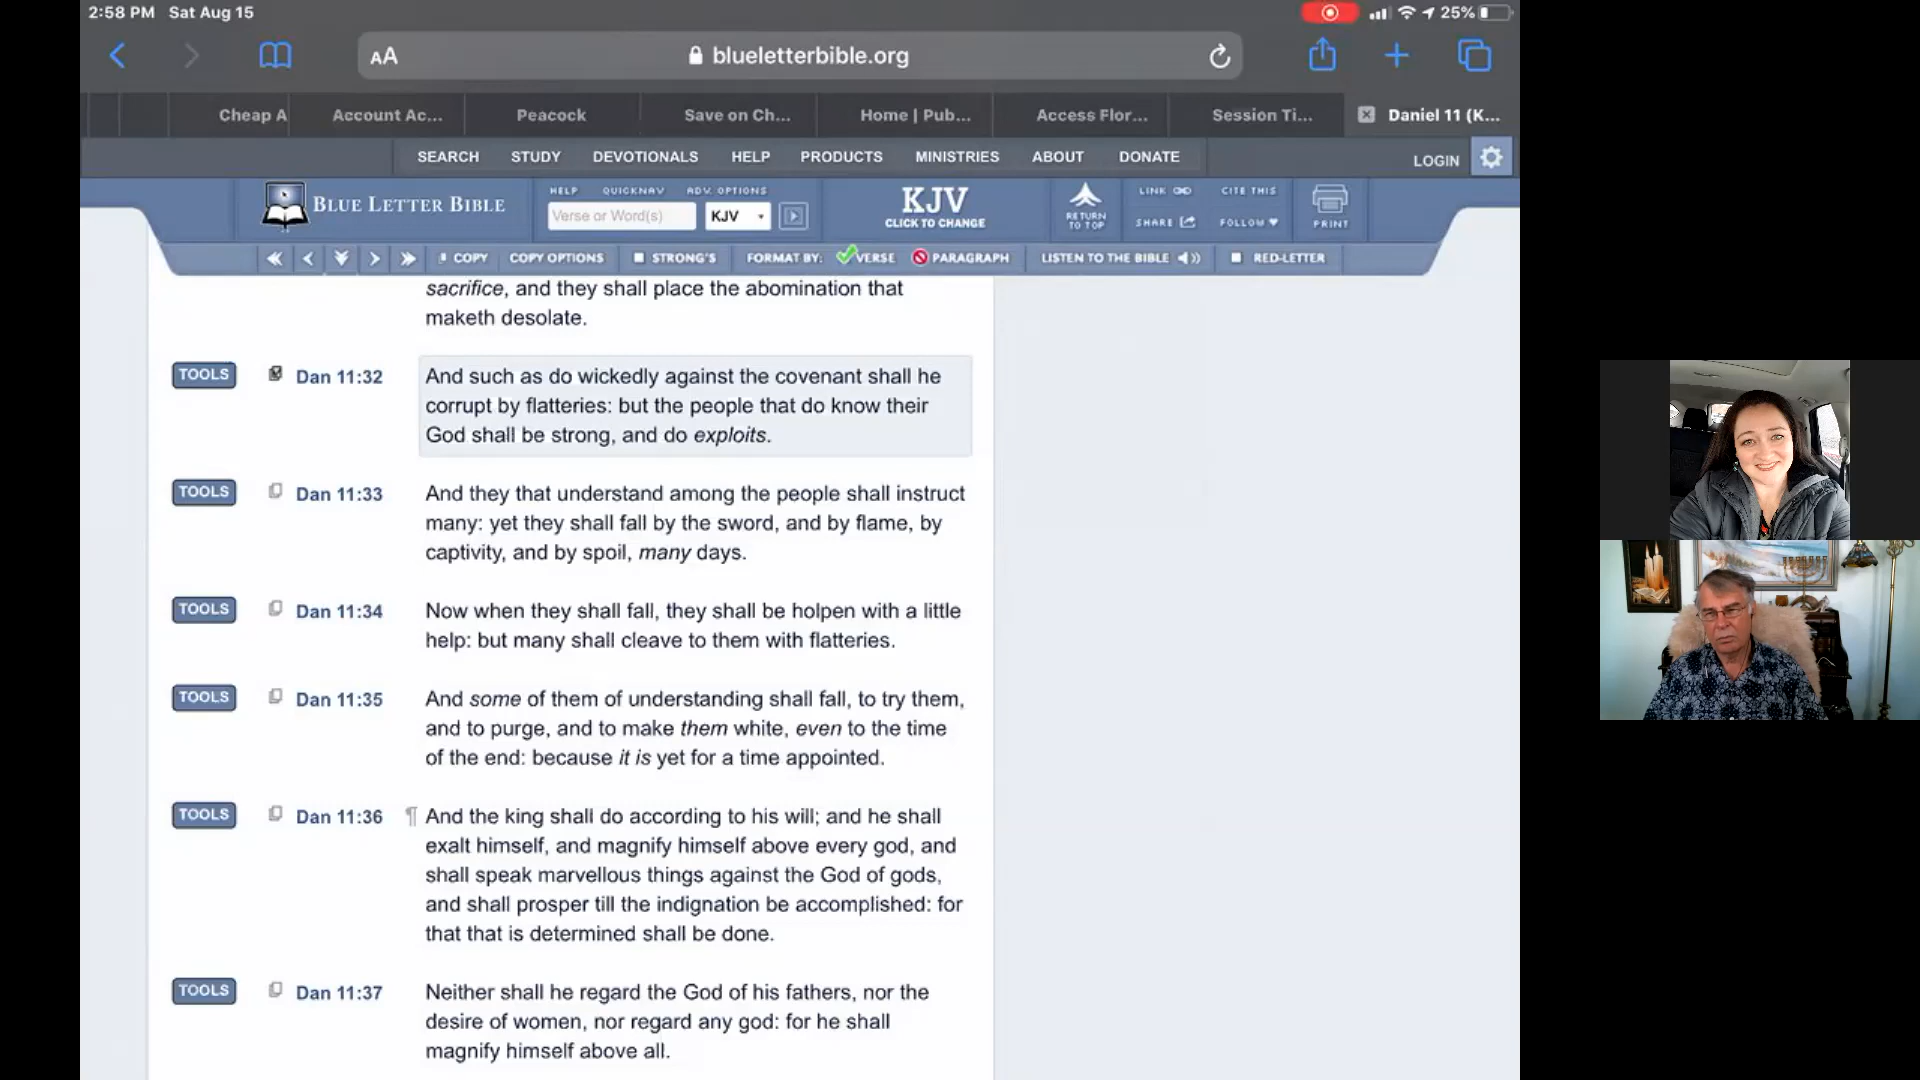 2:58 PM Sat Aug 15
25%
AA
blueletterbible.org
Cheap A
Account Ac...
Peacock
Save on Ch...
Home | Pub...
Access Flor...
Session Ti...
Daniel 11 (K...
SEARCH STUDY DEVOTIONALS HELP PRODUCTS MINISTRIES ABOUT DONATE
LOGIN
BLUE LETTER BIBLE
HELP QUICKNAV ADV. OPTIONS
Verse or Word(s)
KJV
KJV
CLICK TO CHANGE
RETURN
TO TOP
LINK
CITE THIS
SHARE
FOLLOW
PRINT
COPY COPY OPTIONS STRONG'S FORMAT BY: VERSE PARAGRAPH LISTEN TO THE BIBLE RED-LETTER
sacrifice, and they shall place the abomination that
maketh desolate.
TOOLS Dan 11:32 And such as do wickedly against the covenant shall he
corrupt by flatteries: but the people that do know their
God shall be strong, and do exploits.
TOOLS Dan 11:33 And they that understand among the people shall instruct
many: yet they shall fall by the sword, and by flame, by
captivity, and by spoil, many days.
TOOLS Dan 11:34 Now when they shall fall, they shall be holpen with a little
help: but many shall cleave to them with flatteries.
TOOLS Dan 11:35 And some of them of understanding shall fall, to try them,
and to purge, and to make them white, even to the time
of the end: because it is yet for a time appointed.
TOOLS Dan 11:36 ¶ And the king shall do according to his will; and he shall
exalt himself, and magnify himself above every god, and
shall speak marvellous things against the God of gods,
and shall prosper till the indignation be accomplished: for
that that is determined shall be done.
TOOLS Dan 11:37 Neither shall he regard the God of his fathers, nor the
desire of women, nor regard any god: for he shall
magnify himself above all.